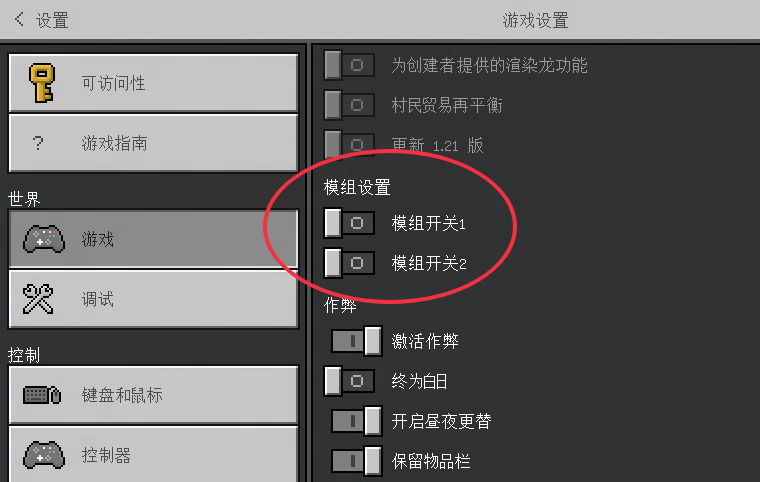 设置
游戏设置
可访问性
?
游戏指南
世界
游戏
调试
控制
键盘和鼠标
控制器
为创建者提供的渲染龙功能
村民贸易再平衡
更新 1.21 版
模组设置
模组开关1
模组开关2
作弊
激活作弊
终为白日
开启昼夜更替
保留物品栏